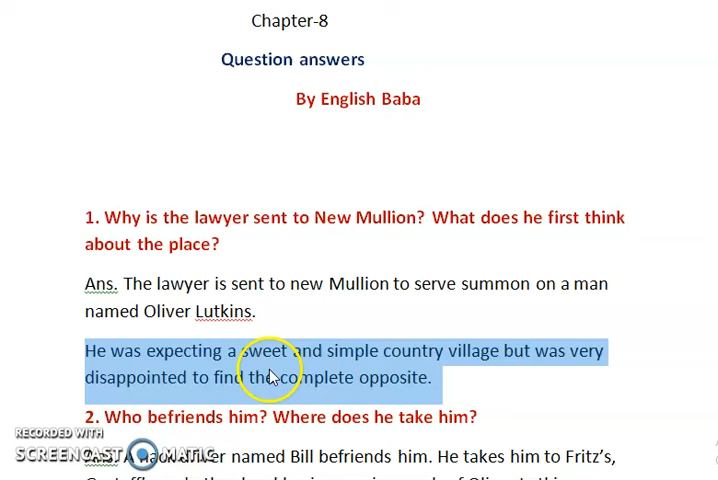 Chapter-8
Question answers
By English Baba
1. Why is the lawyer sent to New Mullion? What does he first think
about the place?
Ans. The lawyer is sent to new Mullion to serve summon on a man
named Oliver Lutkins.
He was expecting a sweet and simple country village but was very
disappointed to find the complete opposite.
2. Who befriends him? Where does he take him?
RECORDED WITH
SCREENCAST MATIC
Ans. A hack driver named Bill befriends him. He takes him to Fritz’s,